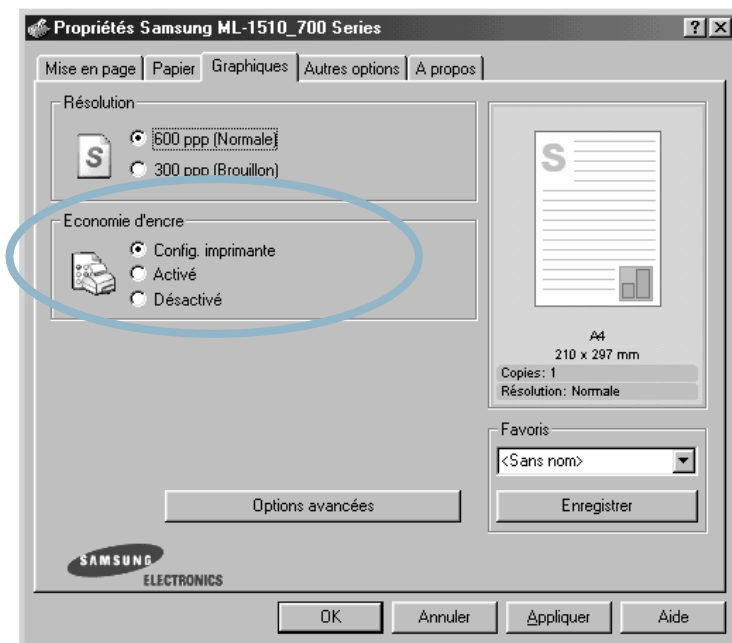 Propriétés Samsung ML-1510_700 Series
Mise en page Papier Graphiques Autres options A propos
Résolution
600 ppp (Normale)
300 ppp (Brouillon)
S
S
Economie d'encre
Config. imprimante
Activé
Désactivé
A4
210 x 297 mm
Copies: 1
Résolution: Normale
Favoris
<Sans nom>
Options avancées
Enregistrer
SAMSUNG
ELECTRONICS
OK Annuler Appliquer Aide